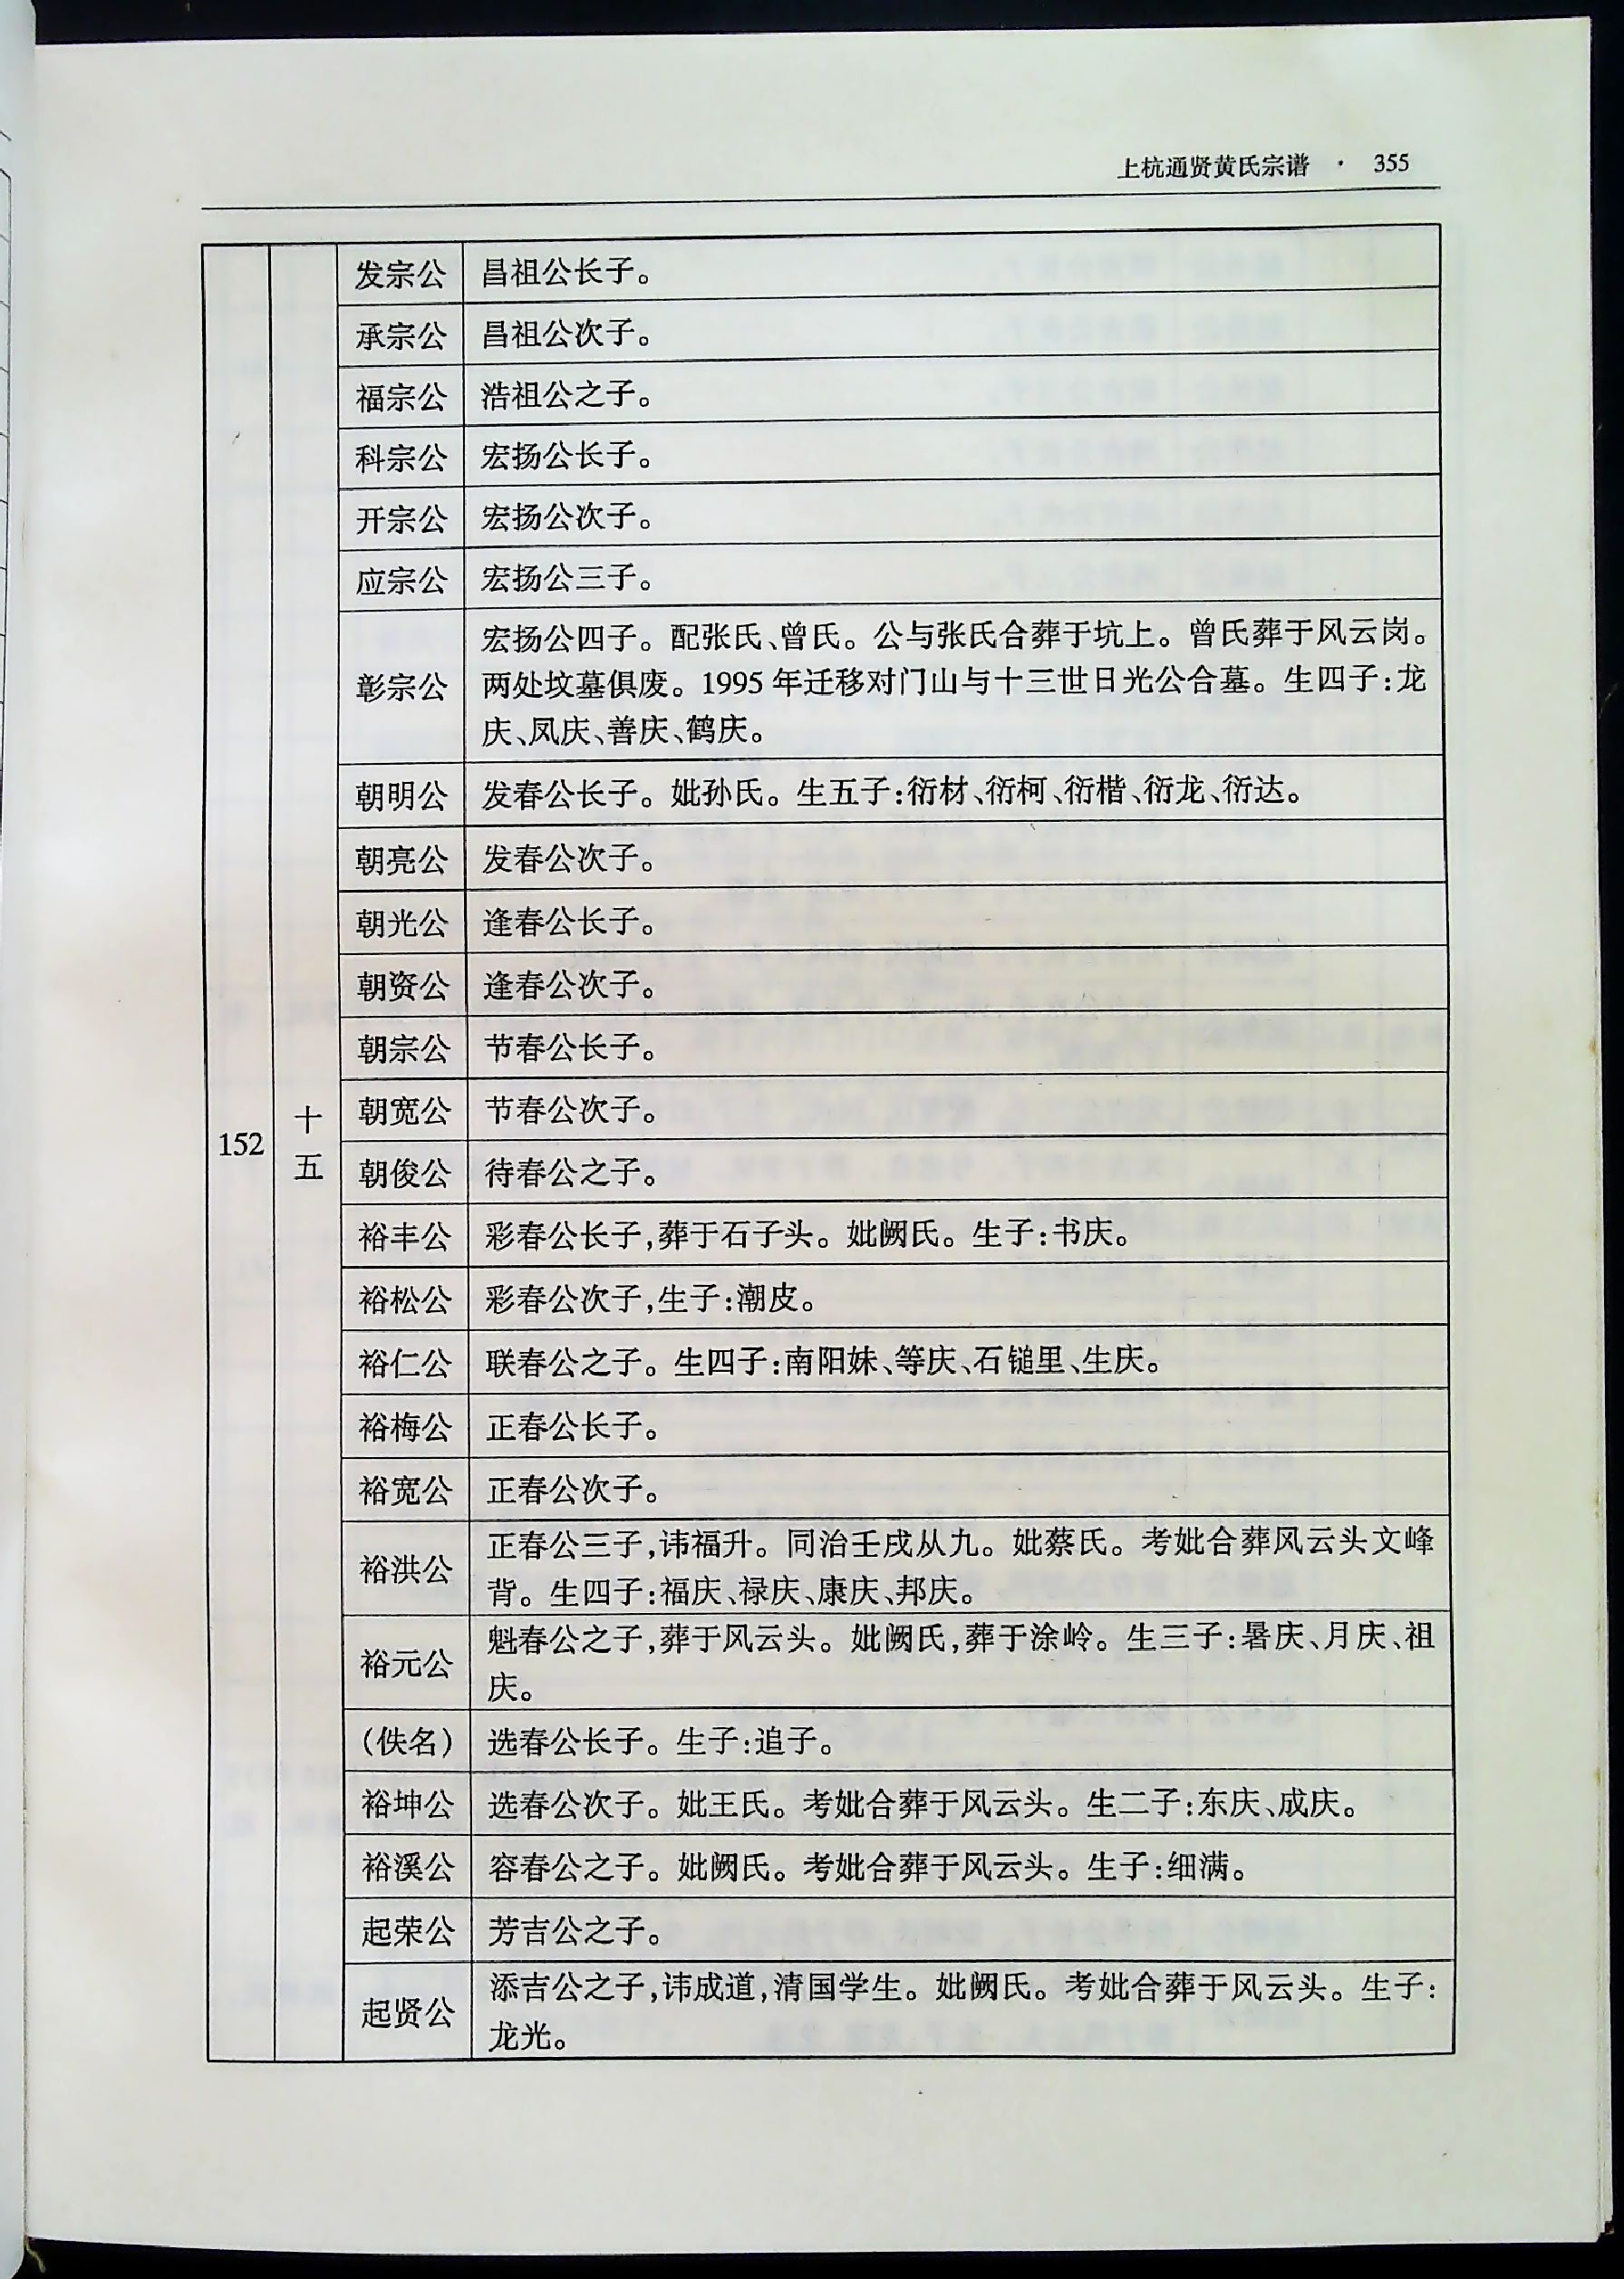 上杭通贤黄氏宗谱 · 355
152
十
五
发宗公 昌祖公长子。
承宗公 昌祖公次子。
福宗公 浩祖公之子。
科宗公 宏扬公长子。
开宗公 宏扬公次子。
应宗公 宏扬公三子。
彰宗公 宏扬公四子。配张氏、曾氏。公与张氏合葬于坑上。曾氏葬于风云岗。
两处坟墓俱废。1995年迁移对门山与十三世日光公合墓。生四子:龙
庆、凤庆、善庆、鹤庆。
朝明公 发春公长子。妣孙氏。生五子:衍材、衍柯、衍楷、衍龙、衍达。
朝亮公 发春公次子。
朝光公 逢春公长子。
朝资公 逢春公次子。
朝宗公 节春公长子。
朝宽公 节春公次子。
朝俊公 待春公之子。
裕丰公 彩春公长子,葬于石子头。妣阙氏。生子:书庆。
裕松公 彩春公次子,生子:潮皮。
裕仁公 联春公之子。生四子:南阳妹、等庆、石鎚里、生庆。
裕梅公 正春公长子。
裕宽公 正春公次子。
裕洪公 正春公三子,讳福升。同治壬戌从九。妣蔡氏。考妣合葬风云头文峰
背。生四子:福庆、禄庆、康庆、邦庆。
裕元公 魁春公之子,葬于风云头。妣阙氏,葬于涂岭。生三子:暑庆、月庆、祖
庆。
(佚名) 选春公长子。生子:追子。
裕坤公 选春公次子。妣王氏。考妣合葬于风云头。生二子:东庆、成庆。
裕溪公 容春公之子。妣阙氏。考妣合葬于风云头。生子:细满。
起荣公 芳吉公之子。
起贤公 添吉公之子,讳成道,清国学生。妣阙氏。考妣合葬于风云头。生子:
龙光。